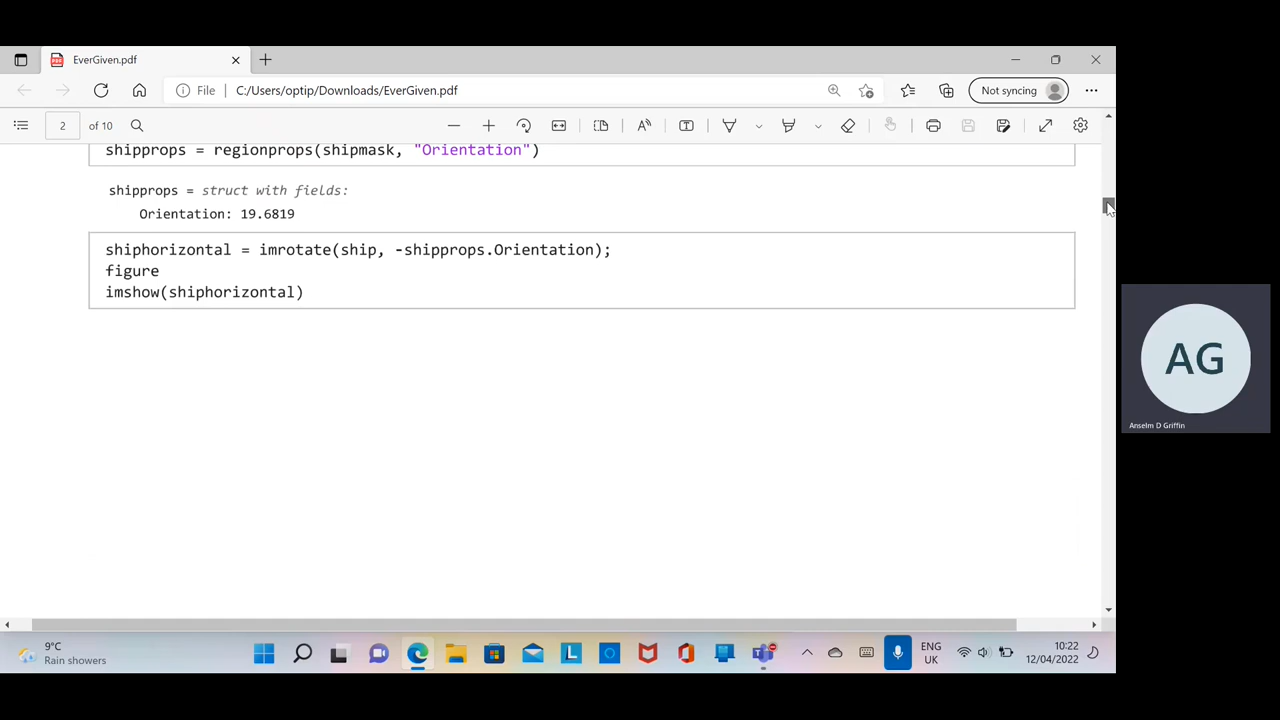 EverGiven.pdf
File
C:/Users/optip/Downloads/EverGiven.pdf
Not syncing
2 of 10
shipprops = regionprops(shipmask, "Orientation")
shipprops = struct with fields:
Orientation: 19.6819
shiphorizontal = imrotate(ship, -shipprops.Orientation);
figure
imshow(shiphorizontal)
AG
Anselm D Griffin
9°C
Rain showers
ENG
UK
10:22
12/04/2022